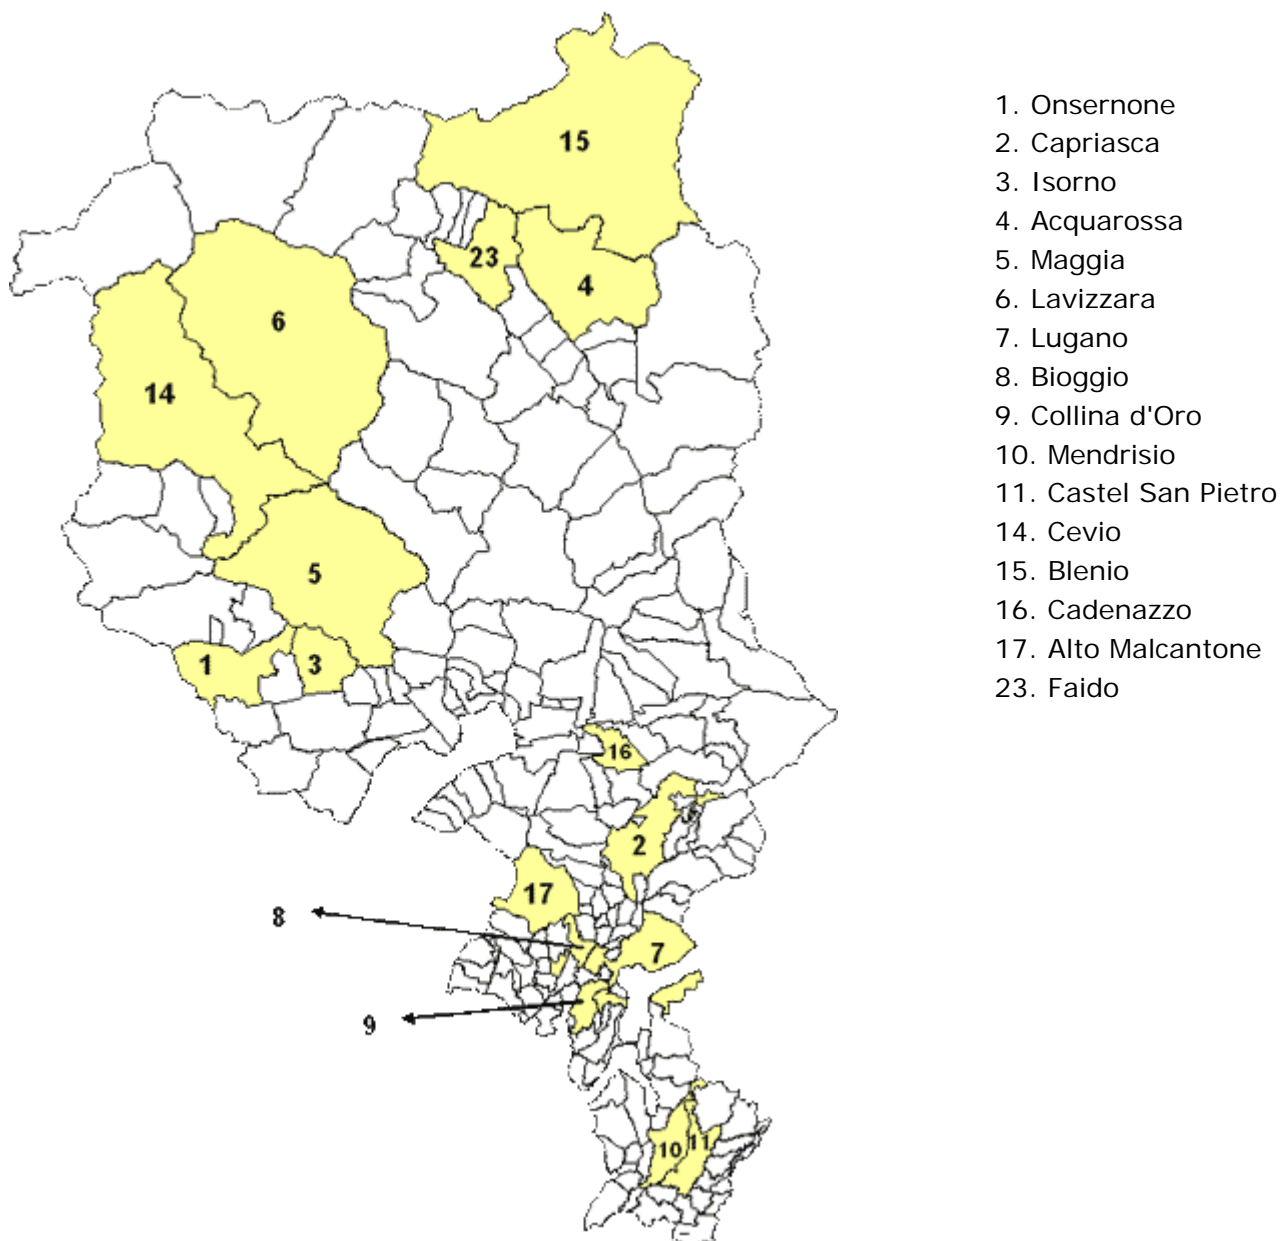 15
23
4
6
14
5
1
3
16
2
17
8
7
9
10
11
1. Onsernone
2. Capriasca
3. Isorno
4. Acquarossa
5. Maggia
6. Lavizzara
7. Lugano
8. Bioggio
9. Collina d'Oro
10. Mendrisio
11. Castel San Pietro
14. Cevio
15. Blenio
16. Cadenazzo
17. Alto Malcantone
23. Faido